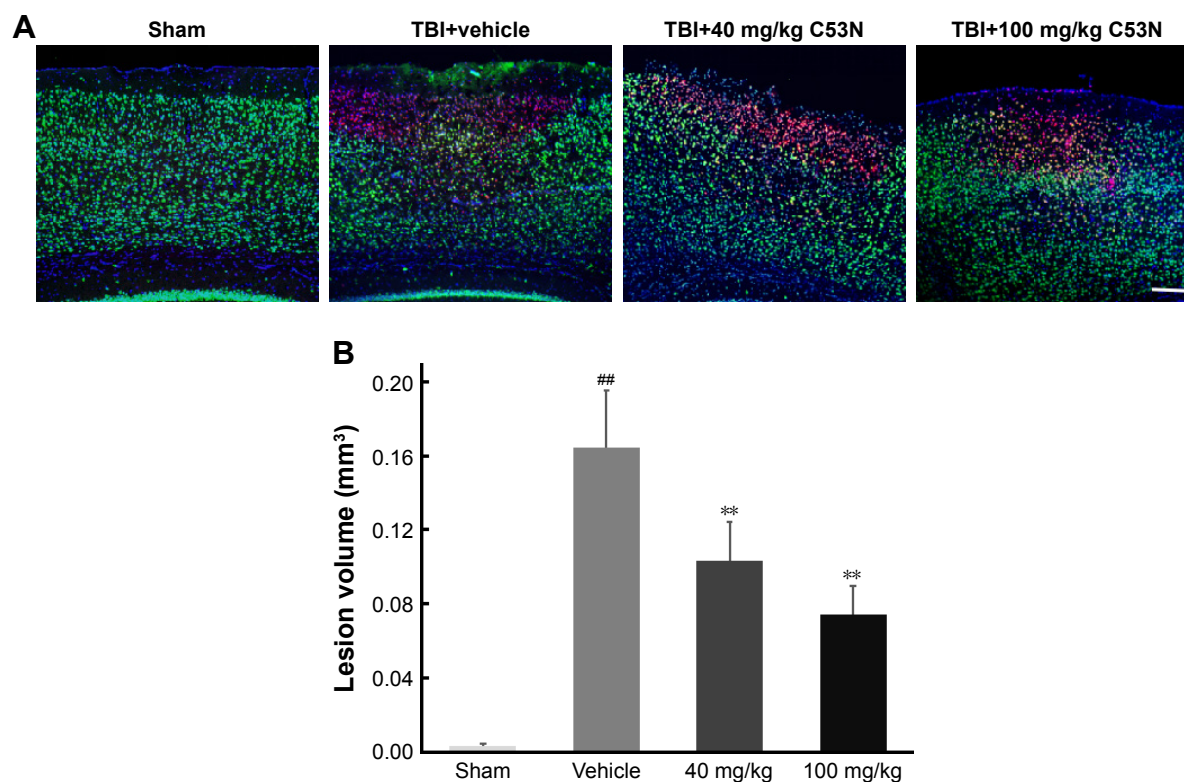 A
Sham
TBI+vehicle
TBI+40 mg/kg C53N
TBI+100 mg/kg C53N
B
Lesion volume (mm³)
0.20
0.16
0.12
0.08
0.04
0.00
##
**
**
Sham
Vehicle
40 mg/kg
100 mg/kg